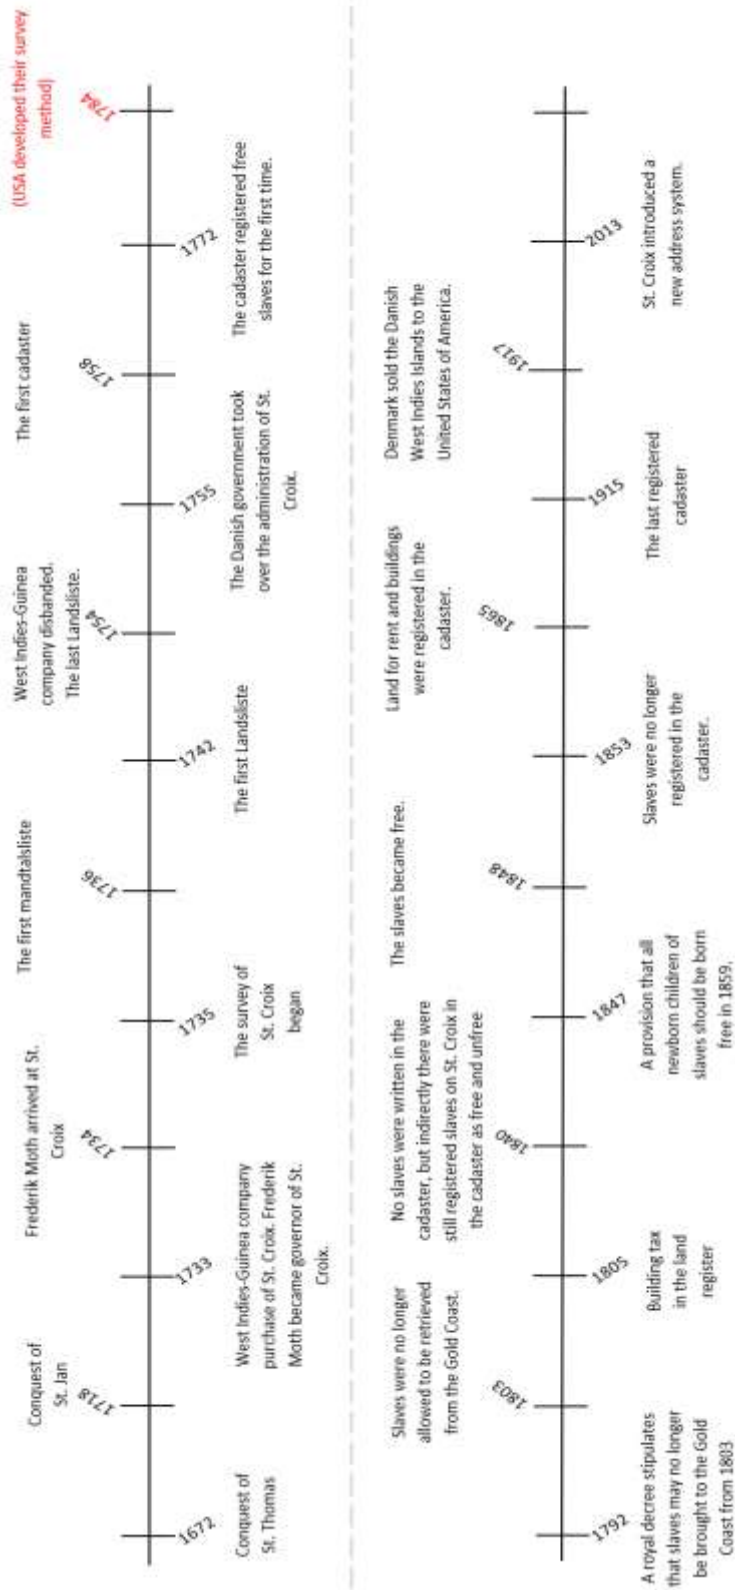 Conquest of
St. Thomas
1672
Conquest of
St. Jan
1718
West Indies-Guinea company
purchase of St. Croix. Frederik
Moth became governor of St.
Croix.
1733
Frederik Moth arrived at St.
Croix
1734
The survey of
St. Croix
began
1735
The first mandtalsliste
1736
The first Landsliste
1742
West Indies-Guinea
company disbanded.
The last Landsliste.
1754
The Danish government took
over the administration of St.
Croix.
1755
The first cadaster
1758
The cadaster registered free
slaves for the first time.
1772
(USA developed their survey
method)
1784
A royal decree stipulates
that slaves may no longer
be brought to the Gold
Coast from 1803
1792
Slaves were no longer
allowed to be retrieved
from the Gold Coast.
1803
Building tax
in the land
register
1805
No slaves were written in the
cadaster, but indirectly there were
still registered slaves on St. Croix in
the cadaster as free and unfree
1840
A provision that all
newborn children of
slaves should be born
free in 1859.
1847
The slaves became free.
1848
Slaves were no longer
registered in the
cadaster.
1853
Land for rent and buildings
were registered in the
cadaster.
1865
The last registered
cadaster
1915
Denmark sold the Danish
West Indies Islands to the
United States of America.
1917
St. Croix introduced a
new address system.
2013